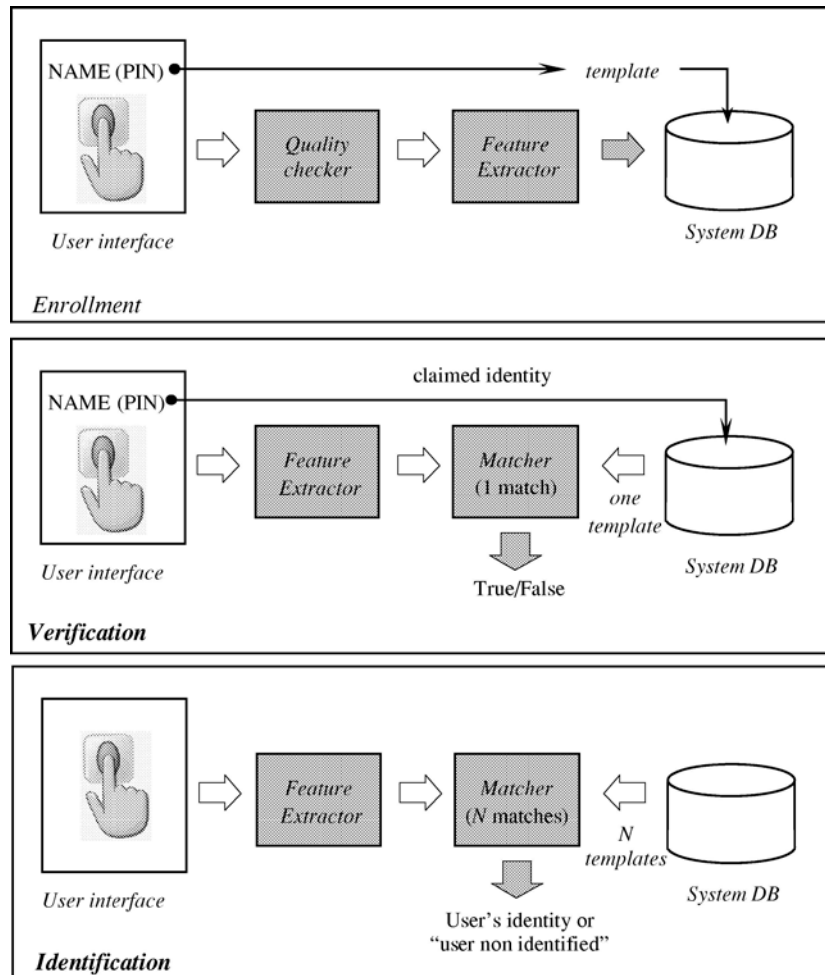 NAME (PIN)
template
Quality
checker
Feature
Extractor
User interface
System DB
Enrollment
claimed identity
NAME (PIN)
Feature
Extractor
Matcher
(1 match)
one
template
User interface
True/False
System DB
Verification
Feature
Extractor
Matcher
(N matches)
N
templates
User interface
System DB
User's identity or
“user non identified”
Identification